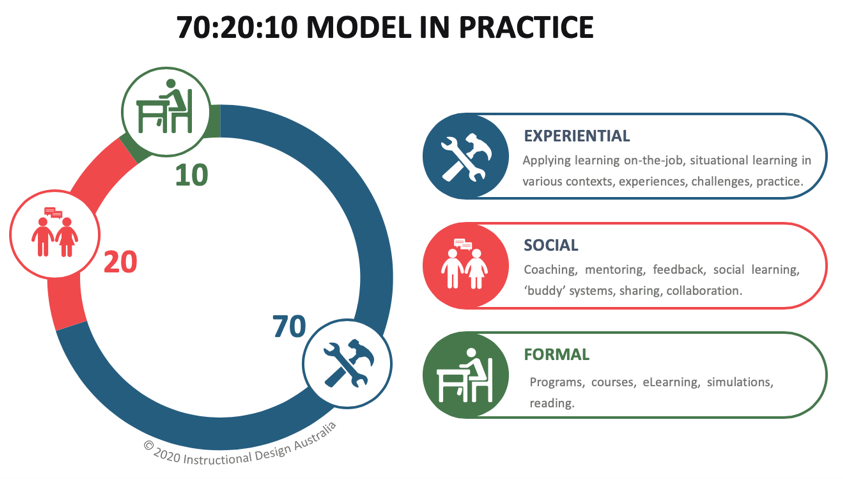 70:20:10 MODEL IN PRACTICE
10
20
70
© 2020 Instructional Design Australia
EXPERIENTIAL
Applying learning on-the-job, situational learning in
various contexts, experiences, challenges, practice.
SOCIAL
Coaching, mentoring, feedback, social learning,
‘buddy’ systems, sharing, collaboration.
FORMAL
Programs, courses, eLearning, simulations,
reading.